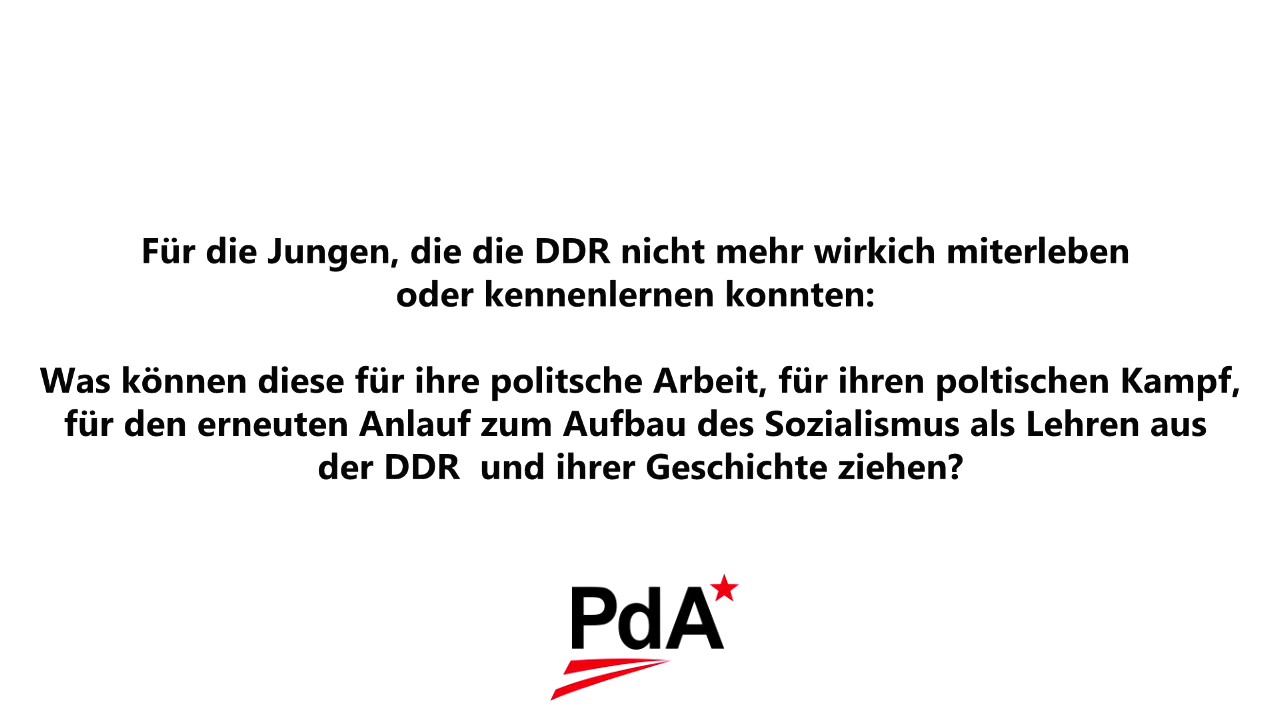 Für die Jungen, die die DDR nicht mehr wirkich miterleben
oder kennenlernen konnten:
Was können diese für ihre politsche Arbeit, für ihren poltischen Kampf,
für den erneuten Anlauf zum Aufbau des Sozialismus als Lehren aus
der DDR  und ihrer Geschichte ziehen?
PdA